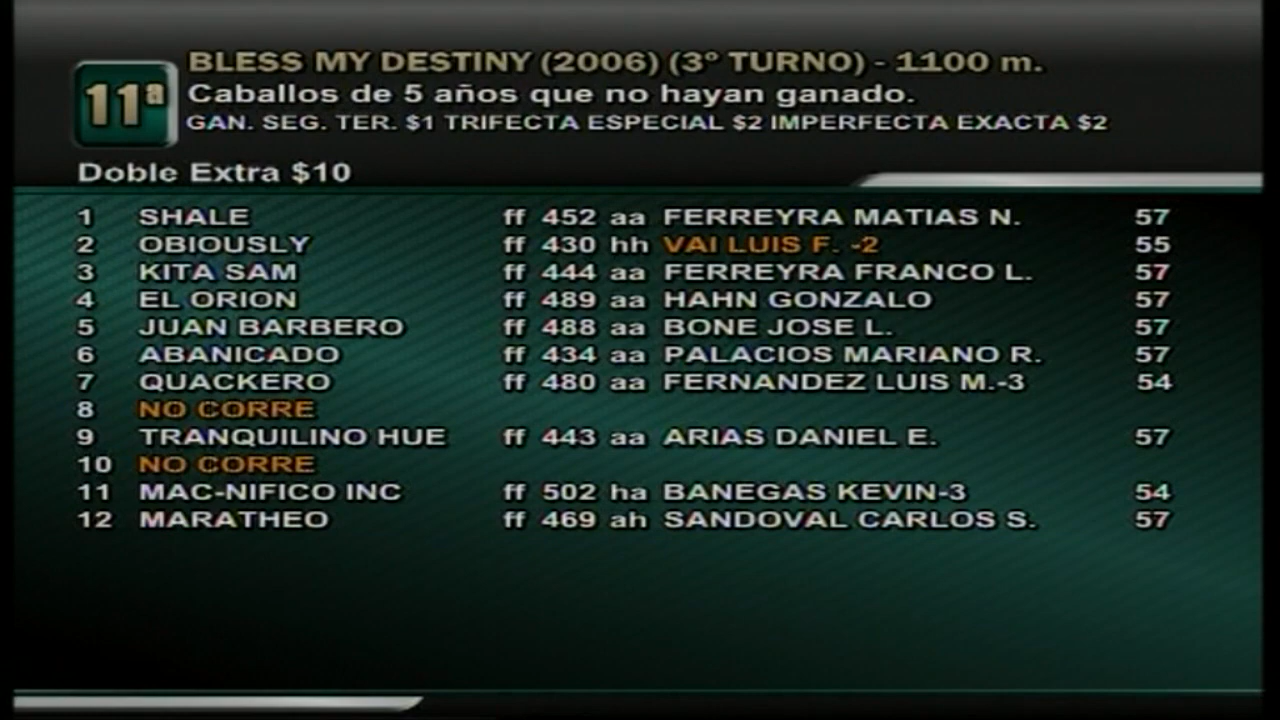 11ª
BLESS MY DESTINY (2006) (3º TURNO) - 1100 m.
Caballos de 5 años que no hayan ganado.
GAN. SEG. TER. $1 TRIFECTA ESPECIAL $2 IMPERFECTA EXACTA $2
Doble Extra $10
1 SHALE ff 452 aa FERREYRA MATIAS N. 57
2 OBIOUSLY ff 430 hh VAI LUIS F. -2 55
3 KITA SAM ff 444 aa FERREYRA FRANCO L. 57
4 EL ORION ff 489 aa HAHN GONZALO 57
5 JUAN BARBERO ff 488 aa BONE JOSE L. 57
6 ABANICADO ff 434 aa PALACIOS MARIANO R. 57
7 QUACKERO ff 480 aa FERNANDEZ LUIS M.-3 54
8 NO CORRE
9 TRANQUILINO HUE ff 443 aa ARIAS DANIEL E. 57
10 NO CORRE
11 MAC-NIFICO INC ff 502 ha BANEGAS KEVIN-3 54
12 MARATHEO ff 469 ah SANDOVAL CARLOS S. 57